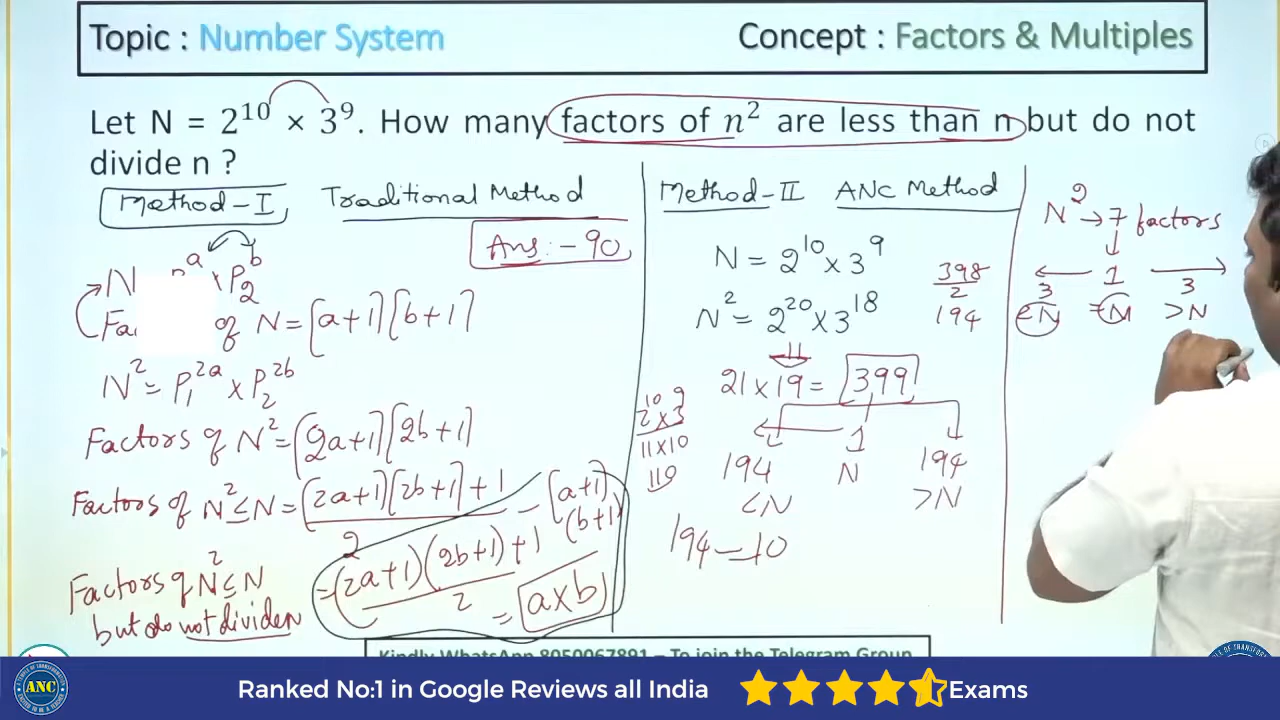 Topic : Number System
Concept : Factors & Multiples
Let N = 2^10 × 3^9. How many factors of n^2 are less than n but do not
divide n ?
Method-I Traditional Method
Ans: - 90
N P_2^b
a
of N = (a+1)(b+1)
N^2 = P_1^2a × P_2^2b
Factors of N^2 = (2a+1)(2b+1)
Factors of N^2 ≤ N = (2a+1)(2b+1)+1 / 2 - (a+1)(b+1)
Factors of N^2 ≤ N
but do not divide N
= (2a+1)(2b+1)+1 / 2
= a×b
Method-II ANC Method
N = 2^10 × 3^9
N^2 = 2^20 × 3^18
398
2
194
21 × 19 = 399
2^10 × 3^9
11×10
110
194 1 194
<N N >N
194 - 10
N^2 → 7 factors
1
3 3
<N =N >N
Kindly WhatsApp 8050067891 – To join the Telegram Group
ANC
Ranked No:1 in Google Reviews all India
Exams